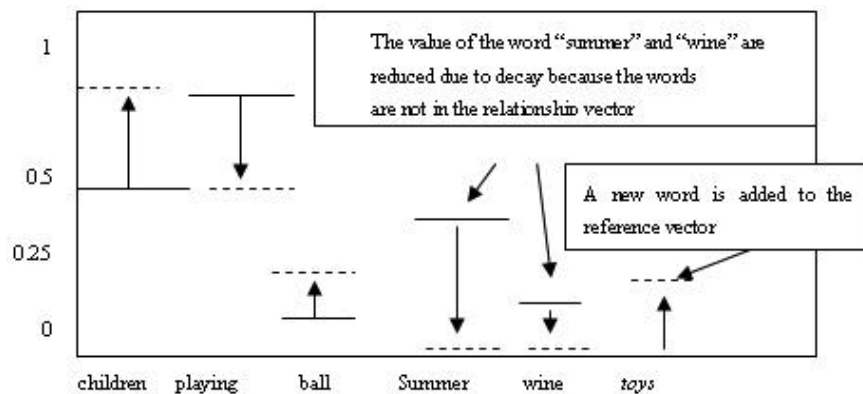 1
The value of the word “summer” and “wine” are
reduced due to decay because the words
are not in the relationship vector
0.5
A new word is added to the
reference vector
0.25
0
children playing ball Summer wine toys